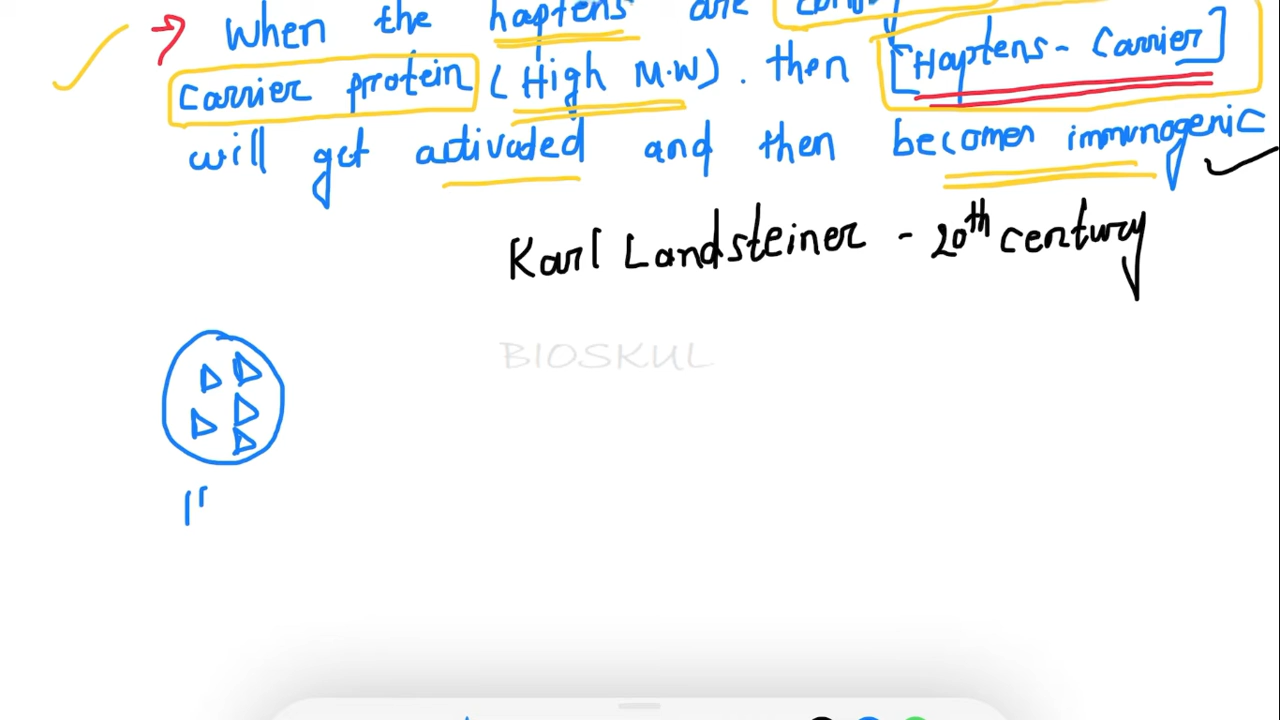 When the haptens are
carrier protein (High M.W). then [Haptens - Carrier]
will get activated and then becomes immunogenic
Karl Landsteiner - 20th century
BIOSKUL